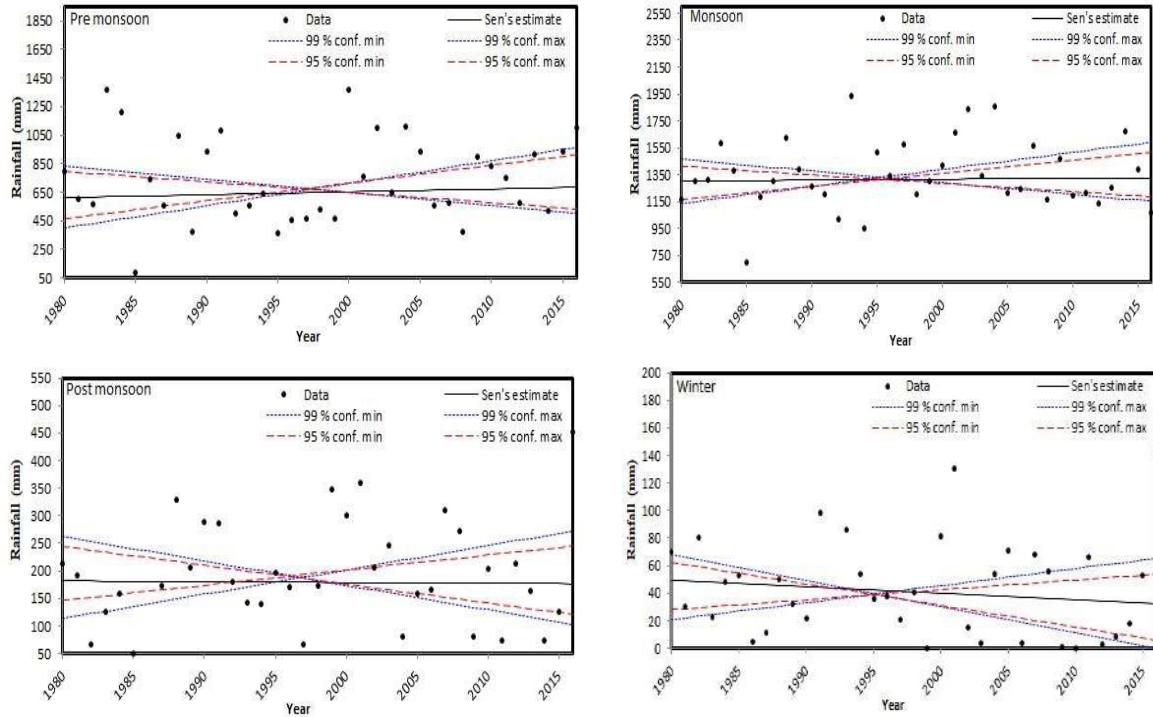 Pre monsoon
Data
Sen's estimate
99 % conf. min
99 % conf. max
95 % conf. min
95 % conf. max
1850
1650
1450
1250
1050
850
650
450
250
50
Rainfall (mm)
1980
1985
1990
1995
2000
2005
2010
2015
Year
Monsoon
Data
Sen's estimate
99 % conf. min
99 % conf. max
95 % conf. min
95 % conf. max
2550
2350
2150
1950
1750
1550
1350
1150
950
750
550
Rainfall (mm)
1980
1985
1990
1995
2000
2005
2010
2015
Year
Post monsoon
Data
Sen's estimate
99 % conf. min
99 % conf. max
95 % conf. min
95 % conf. max
550
500
450
400
350
300
250
200
150
100
50
Rainfall (mm)
1980
1985
1990
1995
2000
2005
2010
2015
Year
Winter
Data
Sen's estimate
99 % conf. min
99 % conf. max
95 % conf. min
95 % conf. max
200
180
160
140
120
100
80
60
40
20
0
Rainfall (mm)
1980
1985
1990
1995
2000
2005
2010
2015
Year